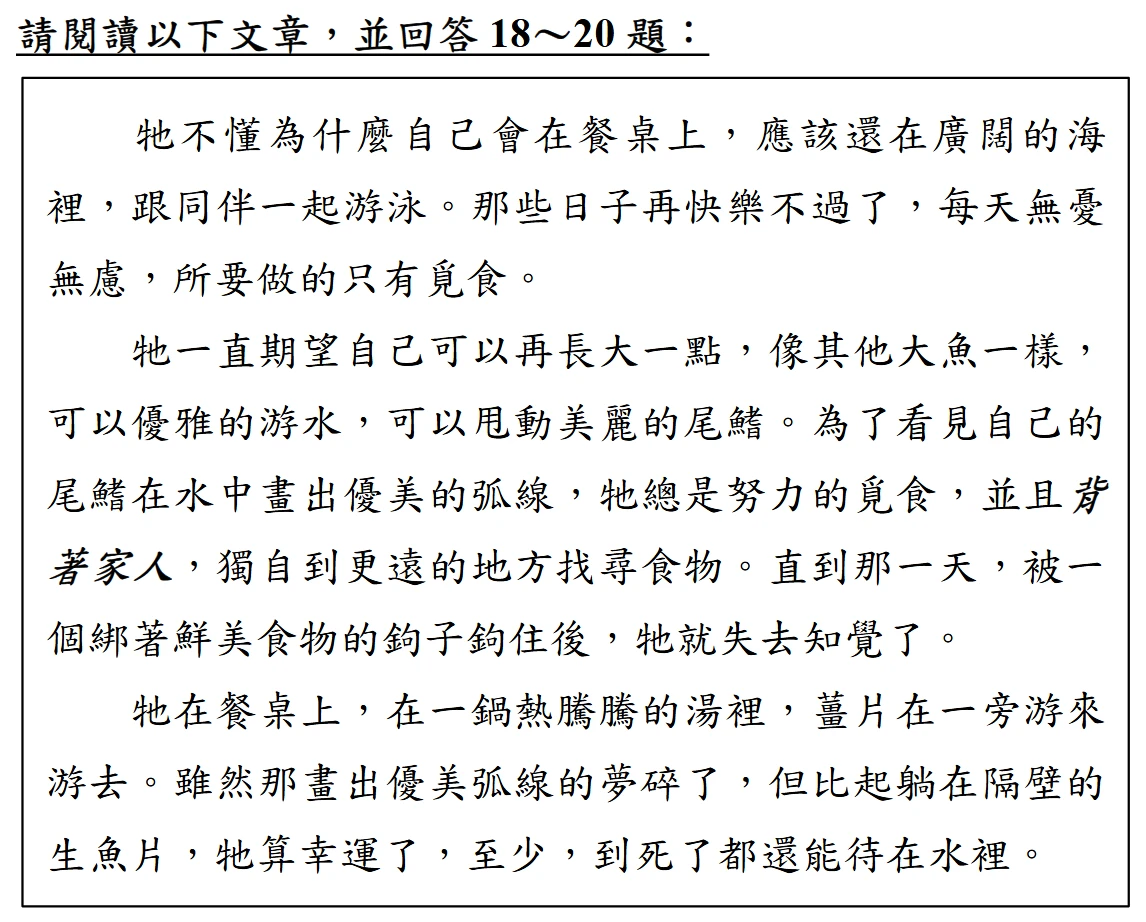 請閱讀以下文章，並回答 18～20 題：
牠不懂為什麼自己會在餐桌上，應該還在廣闊的海
裡，跟同伴一起游泳。那些日子再快樂不過了，每天無憂
無慮，所要做的只有覓食。
牠一直期望自己可以再長大一點，像其他大魚一樣，
可以優雅的游水，可以甩動美麗的尾鰭。為了看見自己的
尾鰭在水中畫出優美的弧線，牠總是努力的覓食，並且背
著家人，獨自到更遠的地方找尋食物。直到那一天，被一
個綁著鮮美食物的鉤子鉤住後，牠就失去知覺了。
牠在餐桌上，在一鍋熱騰騰的湯裡，薑片在一旁游來
游去。雖然那畫出優美弧線的夢碎了，但比起躺在隔壁的
生魚片，牠算幸運了，至少，到死了都還能待在水裡。